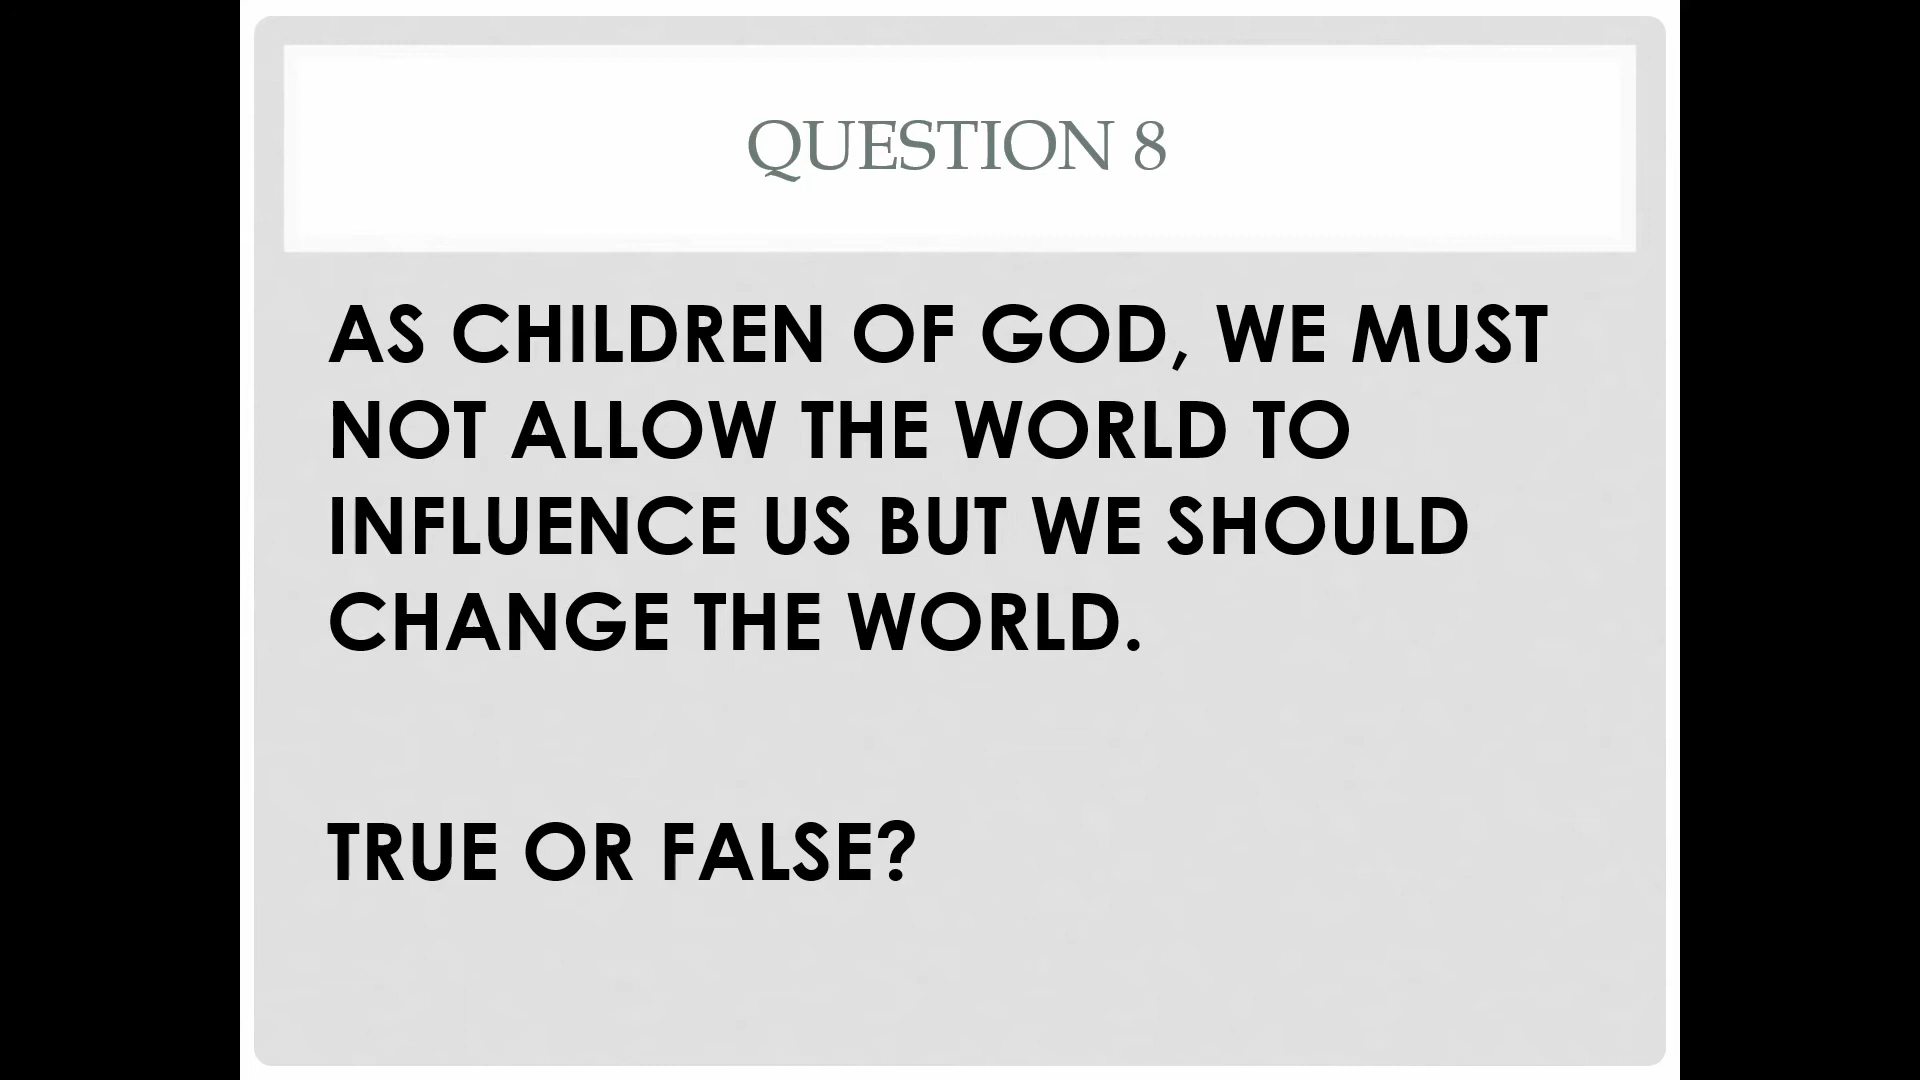 QUESTION 8
AS CHILDREN OF GOD, WE MUST
NOT ALLOW THE WORLD TO
INFLUENCE US BUT WE SHOULD
CHANGE THE WORLD.
TRUE OR FALSE?